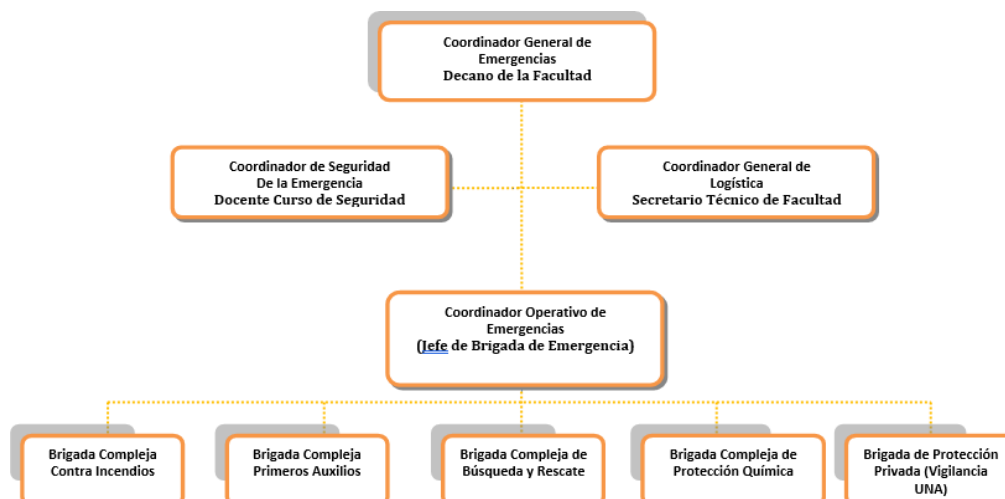 Coordinador General de
Emergencias
Decano de la Facultad
Coordinador de Seguridad
De la Emergencia
Docente Curso de Seguridad
Coordinador General de
Logística
Secretario Técnico de Facultad
Coordinador Operativo de
Emergencias
(Jefe de Brigada de Emergencia)
Brigada Compleja
Contra Incendios
Brigada Compleja
Primeros Auxilios
Brigada Compleja de
Búsqueda y Rescate
Brigada Compleja de
Protección Química
Brigada de Protección
Privada (Vigilancia
UNA)